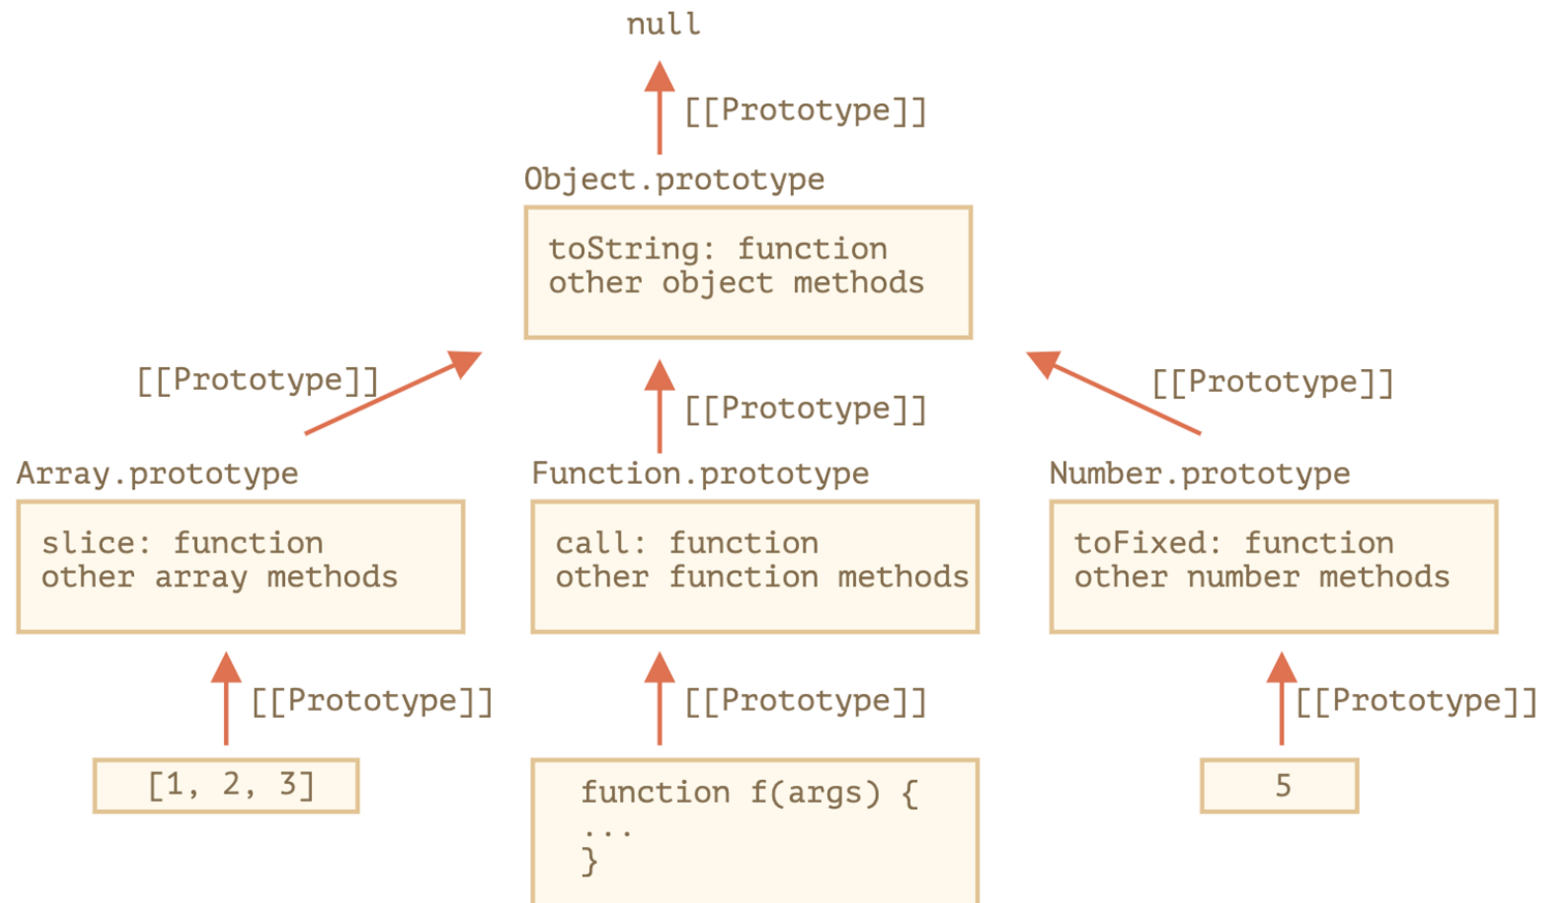 null
[[Prototype]]
Object.prototype
toString: function
other object methods
[[Prototype]]
[[Prototype]]
[[Prototype]]
Array.prototype
Function.prototype
Number.prototype
slice: function
other array methods
call: function
other function methods
toFixed: function
other number methods
[[Prototype]]
[[Prototype]]
[[Prototype]]
[1, 2, 3]
function f(args) {
...
}
5